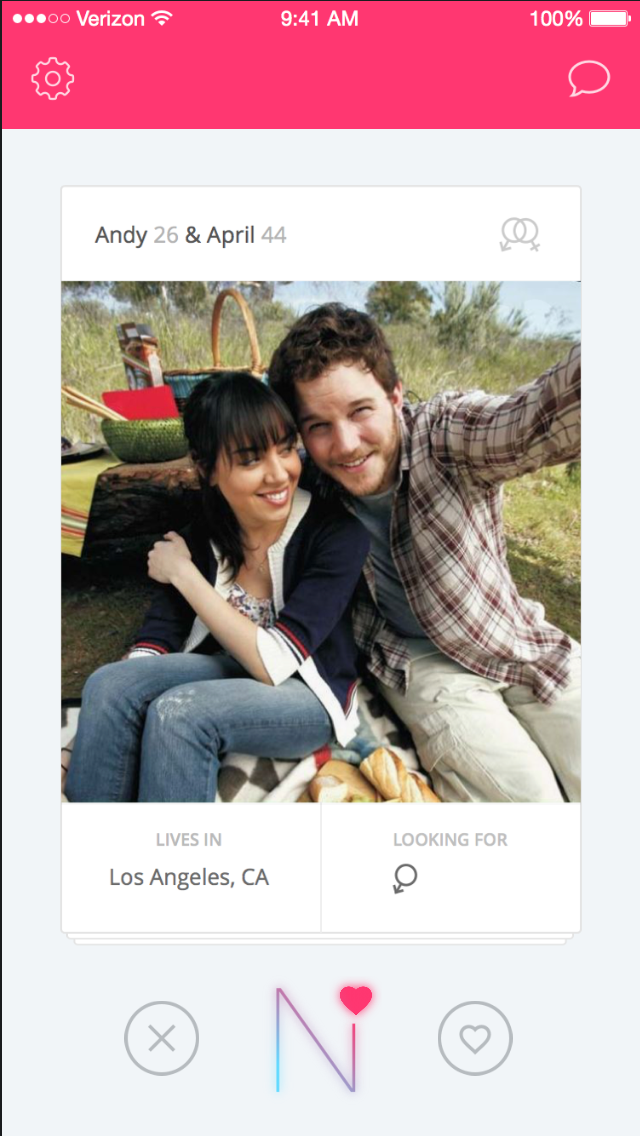 Verizon 9:41 AM 100%
Andy 26 & April 44
LIVES IN LOOKING FOR
Los Angeles, CA
N